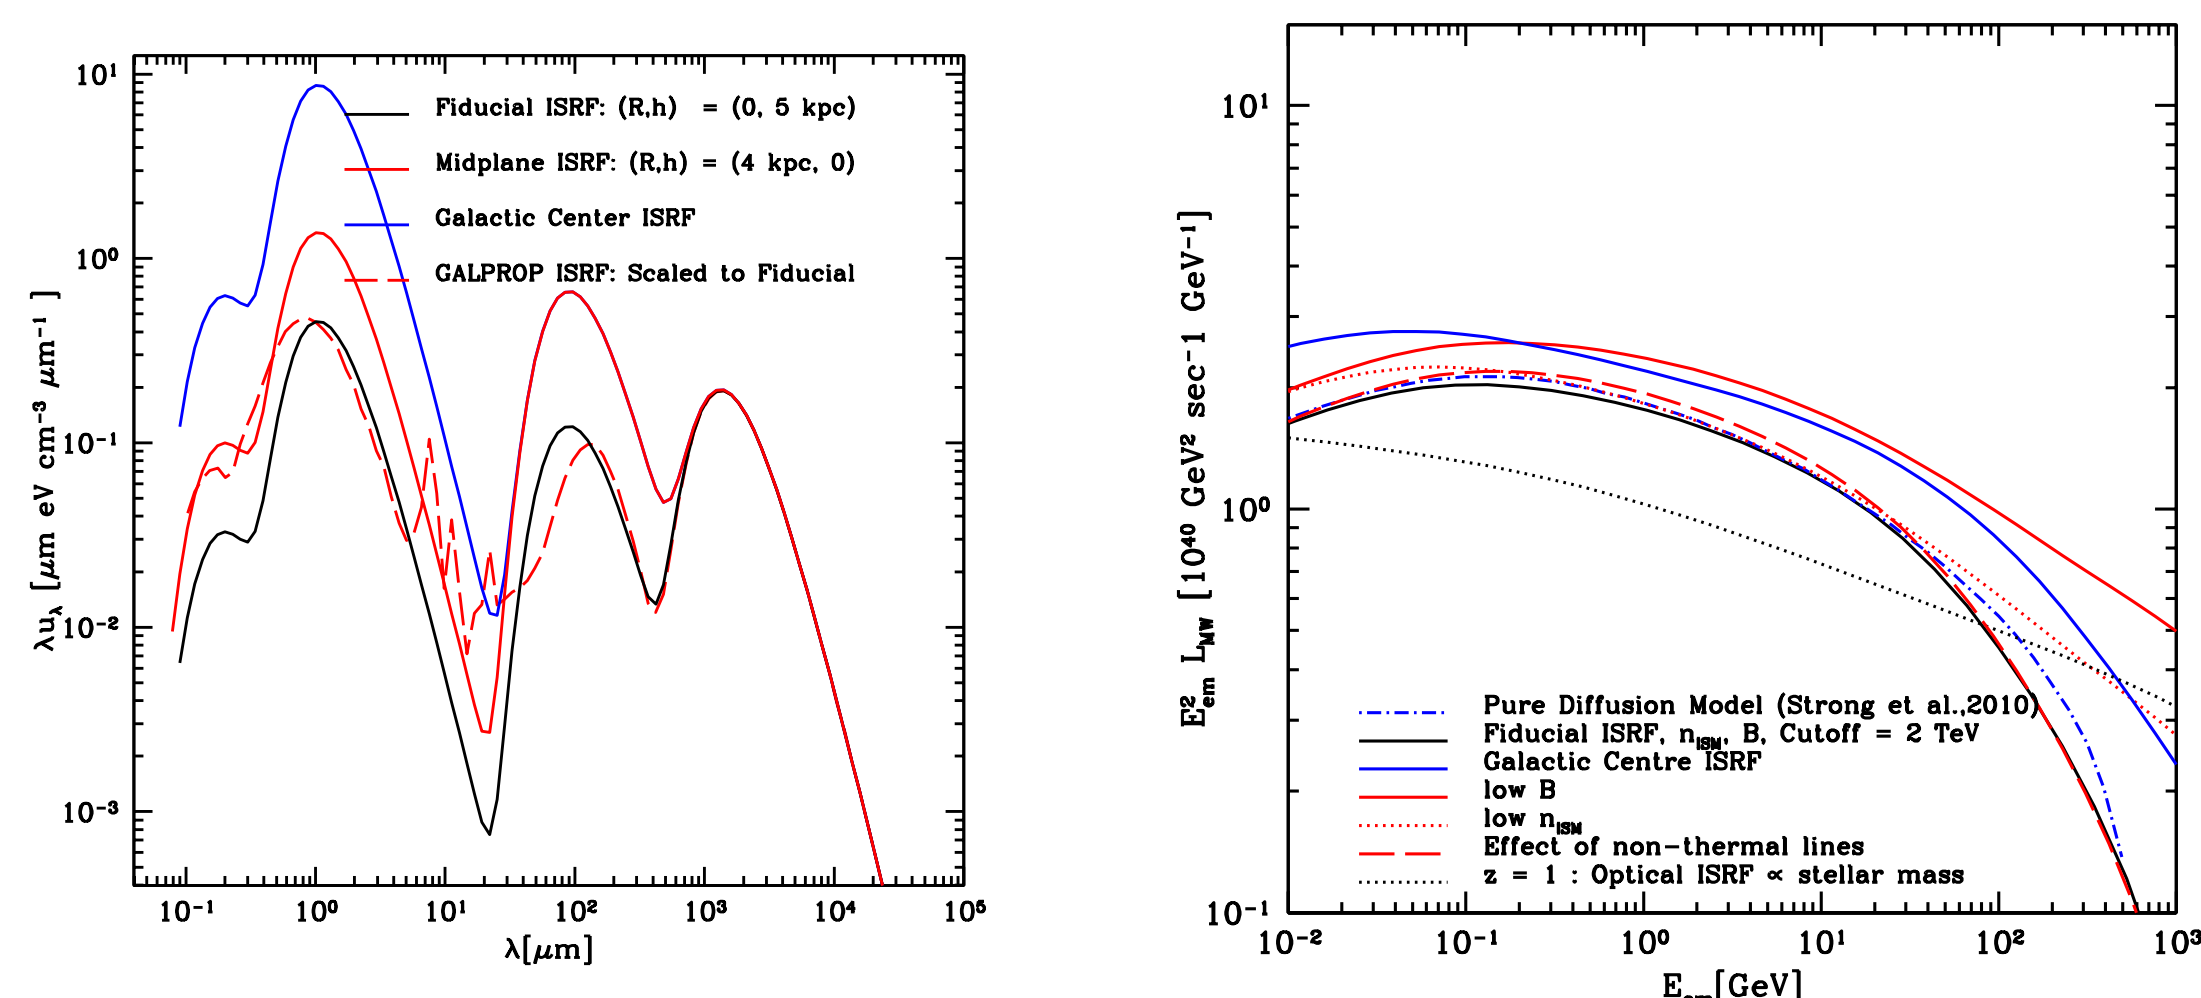 10¹
10⁰
10⁻¹
10⁻²
10⁻³
λu_λ [μm eV cm⁻³ μm⁻¹ ]
Fiducial ISRF: (R,h) = (0, 5 kpc)
Midplane ISRF: (R,h) = (4 kpc, 0)
Galactic Center ISRF
GALPROP ISRF: Scaled to Fiducial
10⁻¹ 10⁰ 10¹ 10² 10³ 10⁴ 10⁵
λ[μm]
10¹
10⁰
10⁻¹
E²_em L_MW [10⁴⁰ GeV² sec⁻1 GeV⁻¹]
Pure Diffusion Model (Strong et al.,2010)
Fiducial ISRF, n_ISM, B, Cutoff = 2 TeV
Galactic Centre ISRF
low B
low n_ISM
Effect of non-thermal lines
z = 1 : Optical ISRF ∝ stellar mass
10⁻² 10⁻¹ 10⁰ 10¹ 10² 10³
E_em[GeV]